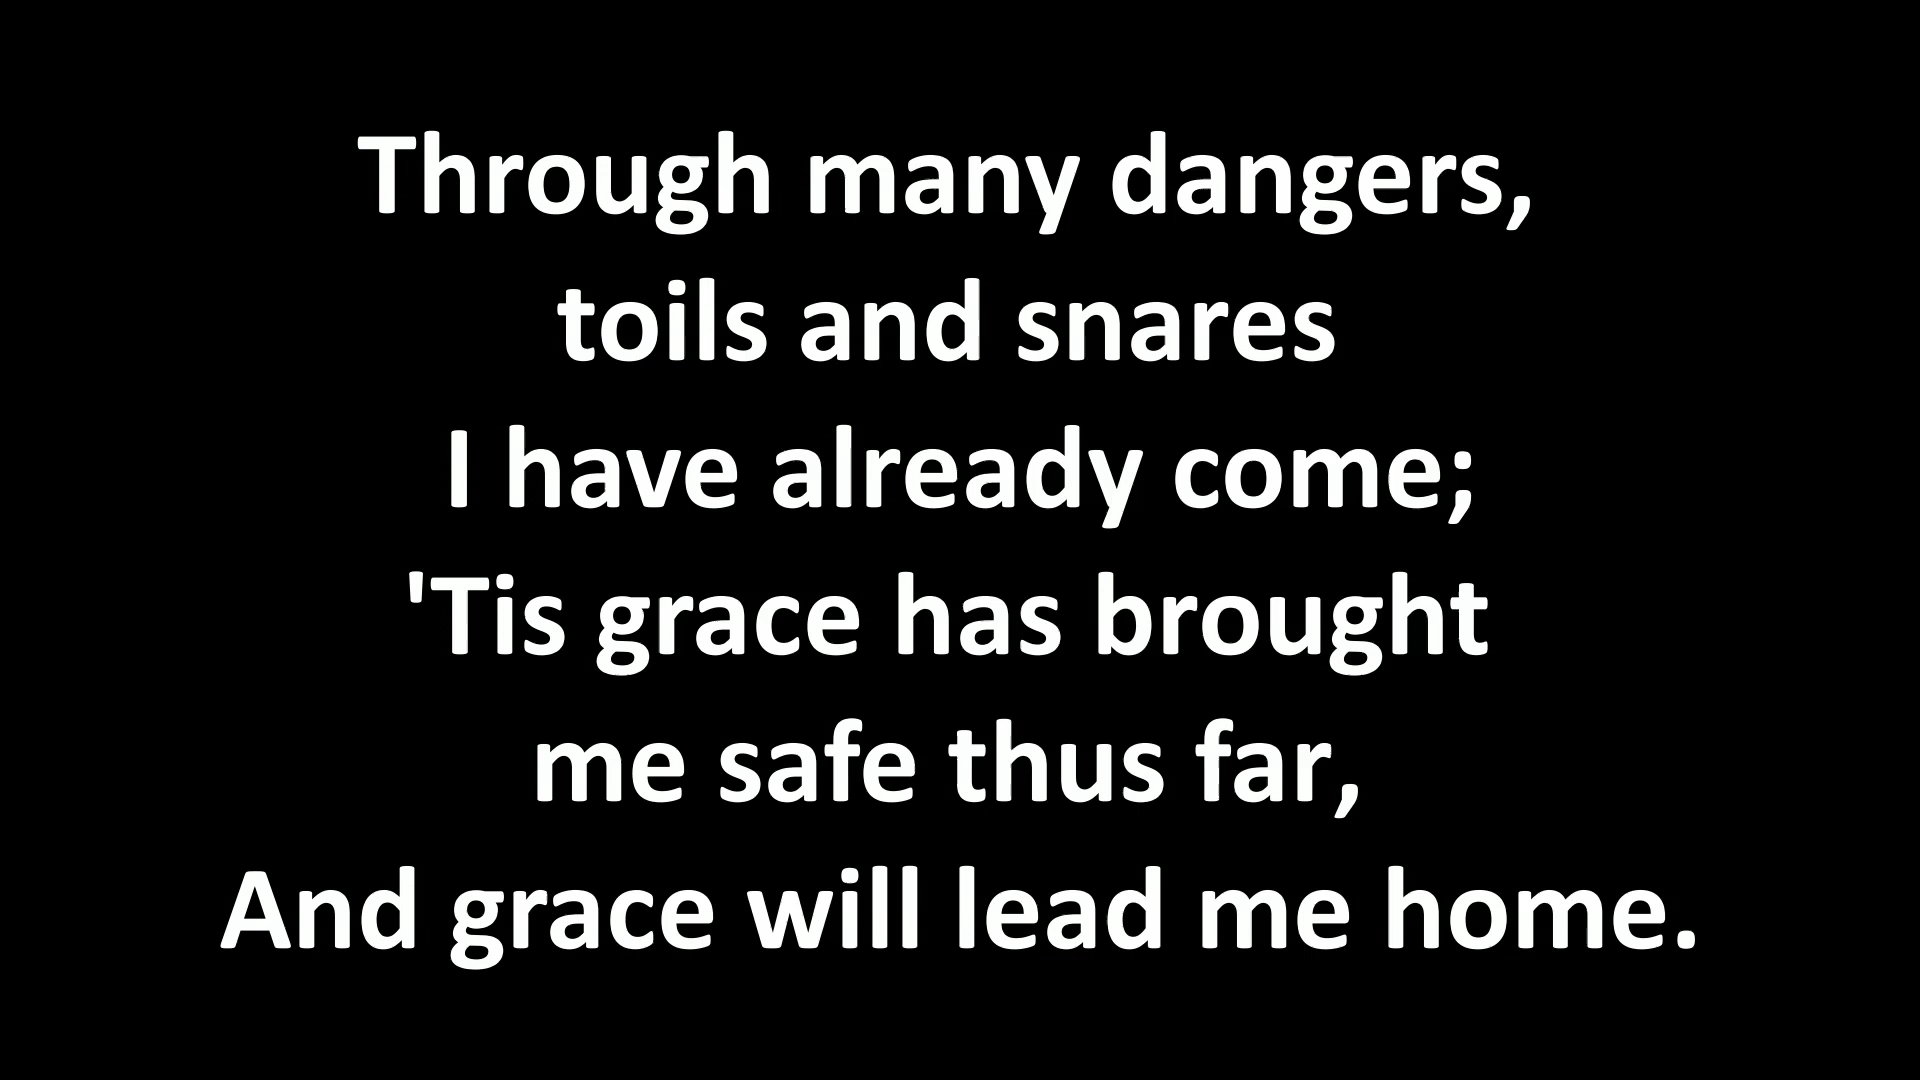 Through many dangers,
toils and snares
I have already come;
'Tis grace has brought
me safe thus far,
And grace will lead me home.